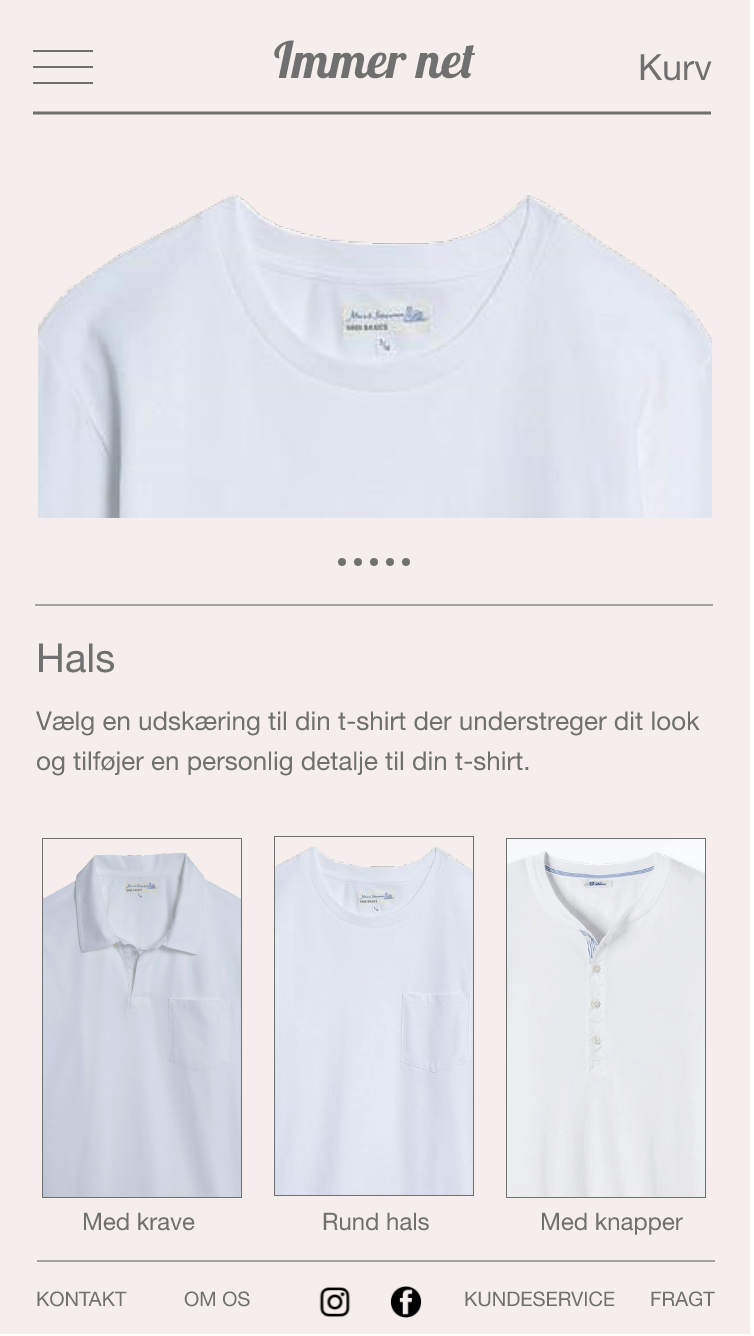 Immer net
Kurv
Hals
Vælg en udskæring til din t-shirt der understreger dit look
og tilføjer en personlig detalje til din t-shirt.
Med krave
Rund hals
Med knapper
KONTAKT
OM OS
KUNDESERVICE
FRAGT